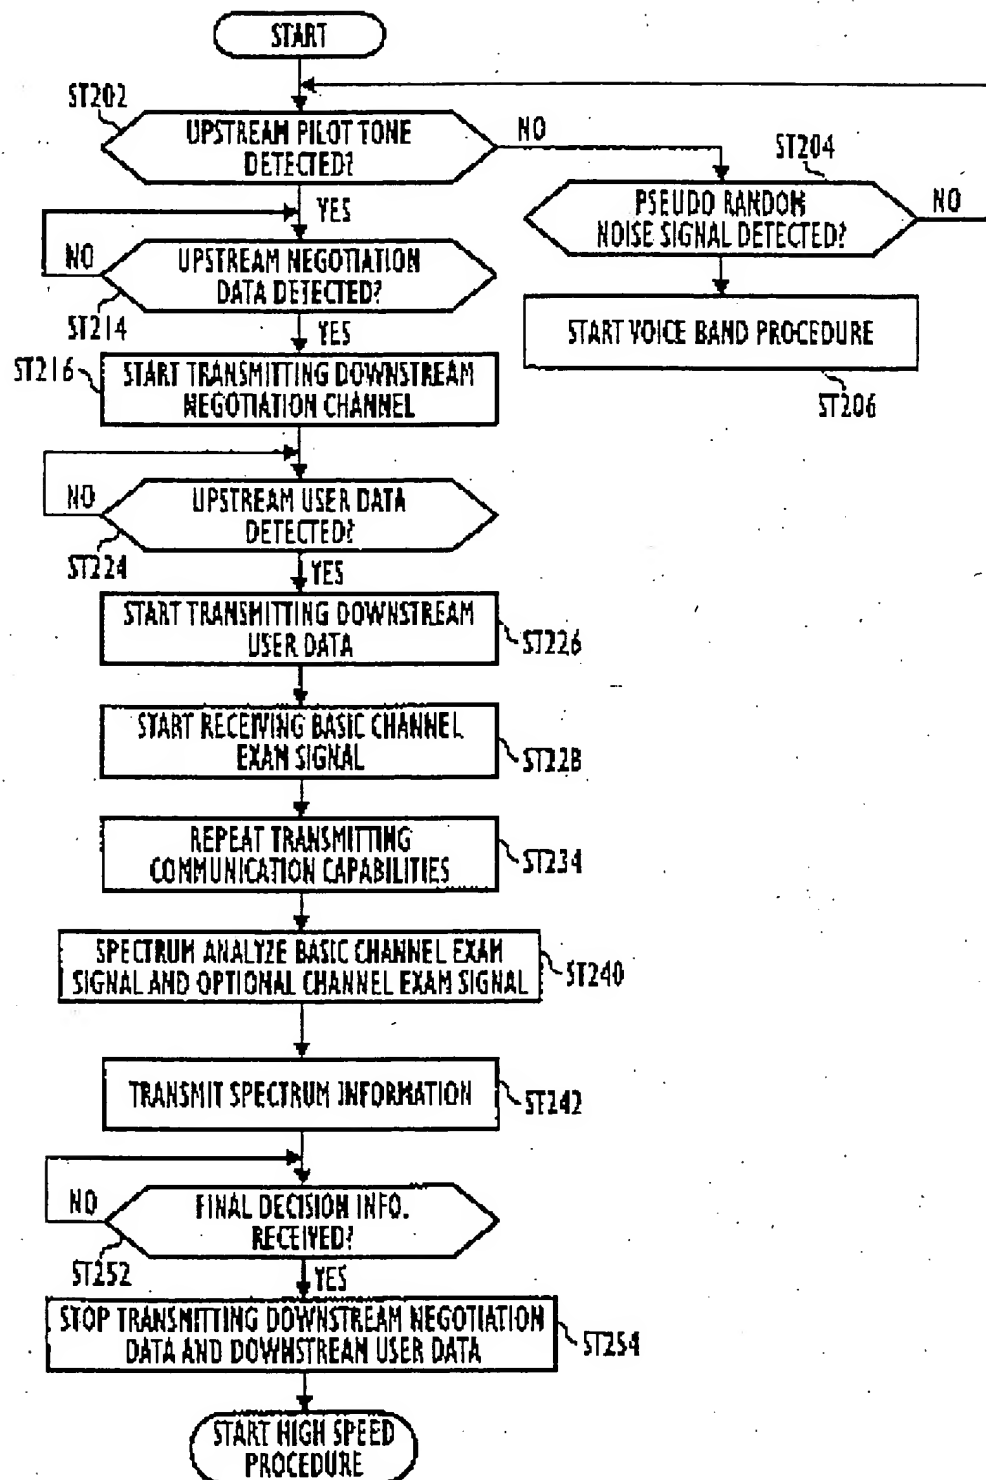 START
ST202
UPSTREAM PILOT TONE
DETECTED?
NO
ST204
PSEUDO RANDOM
NOISE SIGNAL DETECTED?
NO
YES
NO
UPSTREAM NEGOTIATION
DATA DETECTED?
ST214
YES
START VOICE BAND PROCEDURE
ST206
ST216
START TRANSMITTING DOWNSTREAM
NEGOTIATION CHANNEL
NO
UPSTREAM USER DATA
DETECTED?
ST224
YES
START TRANSMITTING DOWNSTREAM
USER DATA
ST226
START RECEIVING BASIC CHANNEL
EXAM SIGNAL
ST228
REPEAT TRANSMITTING
COMMUNICATION CAPABILITIES
ST234
SPECTRUM ANALYZE BASIC CHANNEL EXAM
SIGNAL AND OPTIONAL CHANNEL EXAM SIGNAL
ST240
TRANSMIT SPECTRUM INFORMATION
ST242
NO
FINAL DECISION INFO.
RECEIVED?
ST252
YES
STOP TRANSMITTING DOWNSTREAM NEGOTIATION
DATA AND DOWNSTREAM USER DATA
ST254
START HIGH SPEED
PROCEDURE